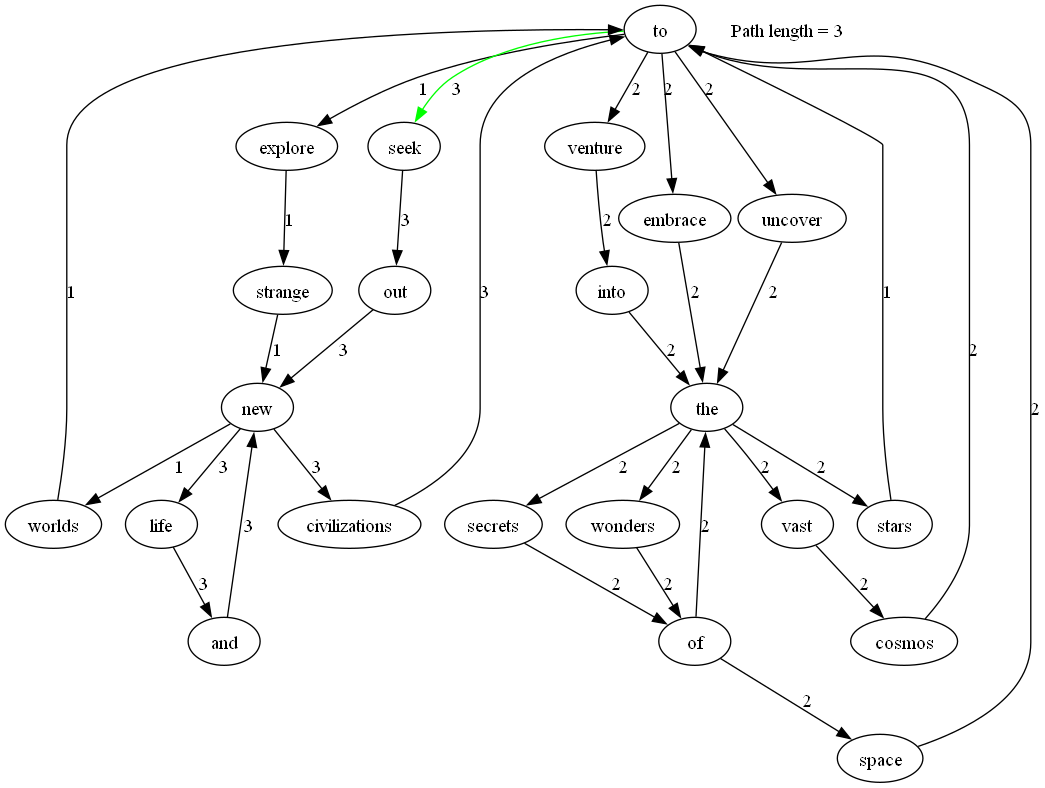 to
Path length = 3
1
3
2
2
2
explore
seek
venture
embrace
uncover
1
3
2
strange
out
into
1
3
2
2
1
1
3
2
2
2
new
the
2
1
3
3
2
2
2
2
worlds
life
civilizations
secrets
wonders
vast
stars
3
3
2
2
2
2
and
of
cosmos
2
space